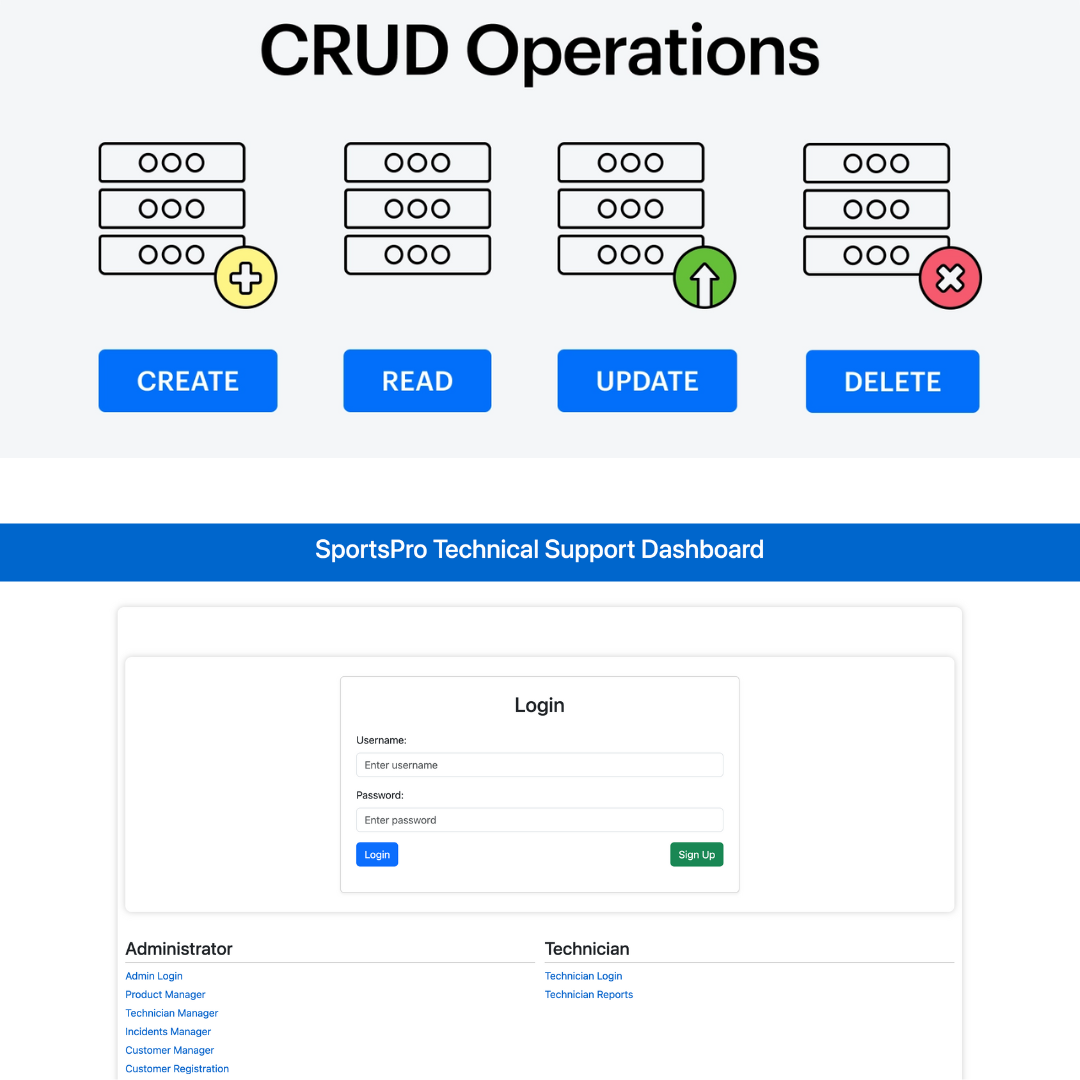 CRUD Operations
CREATE
READ
UPDATE
DELETE
SportsPro Technical Support Dashboard
Login
Username:
Enter username
Password:
Enter password
Login
Sign Up
Administrator
Admin Login
Product Manager
Technician Manager
Incidents Manager
Customer Manager
Customer Registration
Technician
Technician Login
Technician Reports